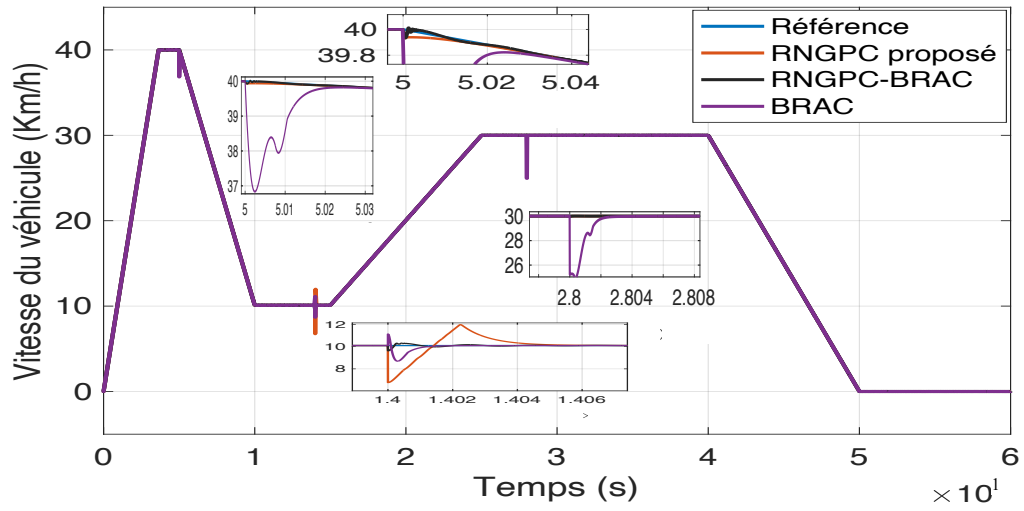 Référence
RNGPC proposé
RNGPC-BRAC
BRAC
Vitesse du véhicule (Km/h)
40
30
20
10
0
0 1 2 3 4 5 6
Temps (s)
×10¹
40
39.8
5 5.02 5.04
40
39
38
37
5 5.01 5.02 5.03
30
28
26
2.8 2.804 2.808
12
10
8
1.4 1.402 1.404 1.406
>